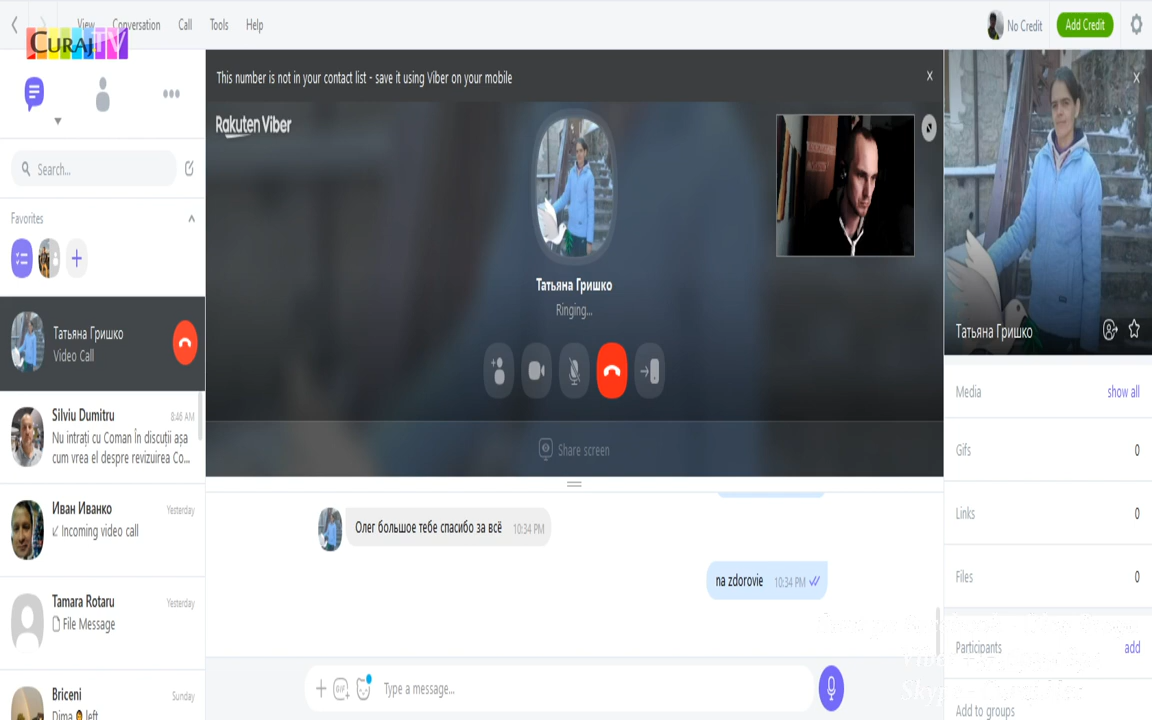 View Conversation Call Tools Help
No Credit
Add Credit
CURAJ TV
This number is not in your contact list - save it using Viber on your mobile
X
X
Rakuten Viber
Search...
Favorites
Татьяна Гришко
Ringing...
Татьяна Гришко
Video Call
Татьяна Гришко
Share screen
Silviu Dumitru
8:46 AM
Nu intrați cu Coman În discuții așa
cum vrea el despre revizuirea Co...
Иван Иванко
Yesterday
Incoming video call
Tamara Rotaru
Yesterday
File Message
Briceni
Sunday
Dima left
Олег большое тебе спасибо за всё 10:34 PM
na zdorovie 10:34 PM
GIF
Type a message...
Media show all
Gifs 0
Links 0
Files 0
Participants add
Add to groups